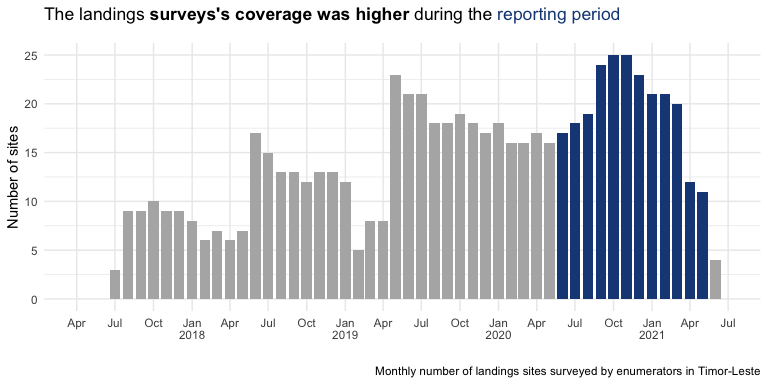 The landings surveys's coverage was higher during the reporting period
Number of sites
25
20
15
10
5
0
Apr Jul Oct Jan Apr Jul Oct Jan Apr Jul Oct Jan Apr Jul Oct Jan Apr Jul
2018 2019 2020 2021
Monthly number of landings sites surveyed by enumerators in Timor-Leste